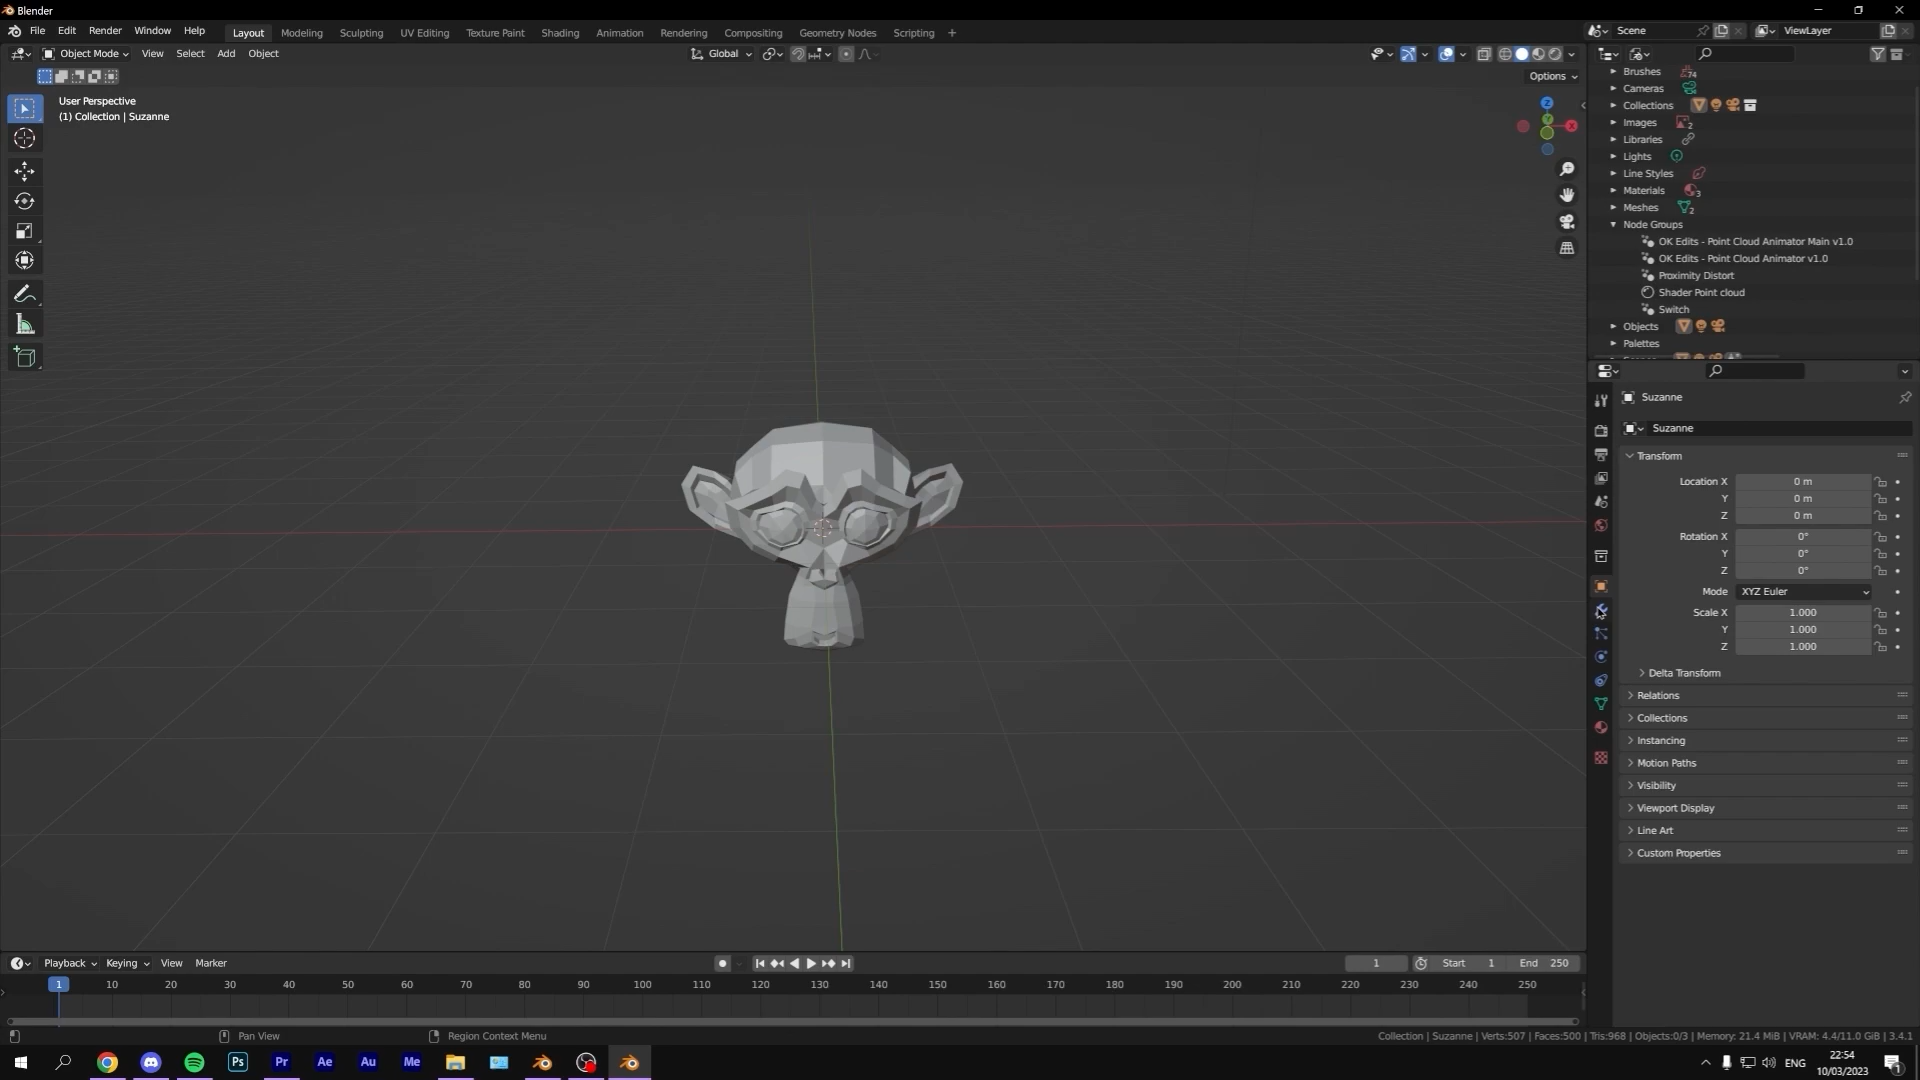 Blender
File Edit Render Window Help Layout Modeling Sculpting UV Editing Texture Paint Shading Animation Rendering Compositing Geometry Nodes Scripting + Scene ViewLayer
Object Mode View Select Add Object Global
Options
User Perspective
(1) Collection | Suzanne
Z
Y
X
Brushes 74
Cameras
Collections
Images 2
Libraries
Lights
Line Styles
Materials 3
Meshes 2
Node Groups
OK Edits - Point Cloud Animator Main v1.0
OK Edits - Point Cloud Animator v1.0
Proximity Distort
Shader Point cloud
Switch
Objects
Palettes
Suzanne
Suzanne
Transform
Location X 0 m
Y 0 m
Z 0 m
Rotation X 0°
Y 0°
Z 0°
Mode XYZ Euler
Scale X 1.000
Y 1.000
Z 1.000
Delta Transform
Relations
Collections
Instancing
Motion Paths
Visibility
Viewport Display
Line Art
Custom Properties
Playback Keying View Marker 1 Start 1 End 250
1 10 20 30 40 50 60 70 80 90 100 110 120 130 140 150 160 170 180 190 200 210 220 230 240 250
Pan View Region Context Menu Collection | Suzanne | Verts:507 | Faces:500 | Tris:968 | Objects:0/3 | Memory: 21.4 MiB | VRAM: 4.4/11.0 GiB | 3.4.1
Ps Pr Ae Au Me ENG 22:54
10/03/2023 1